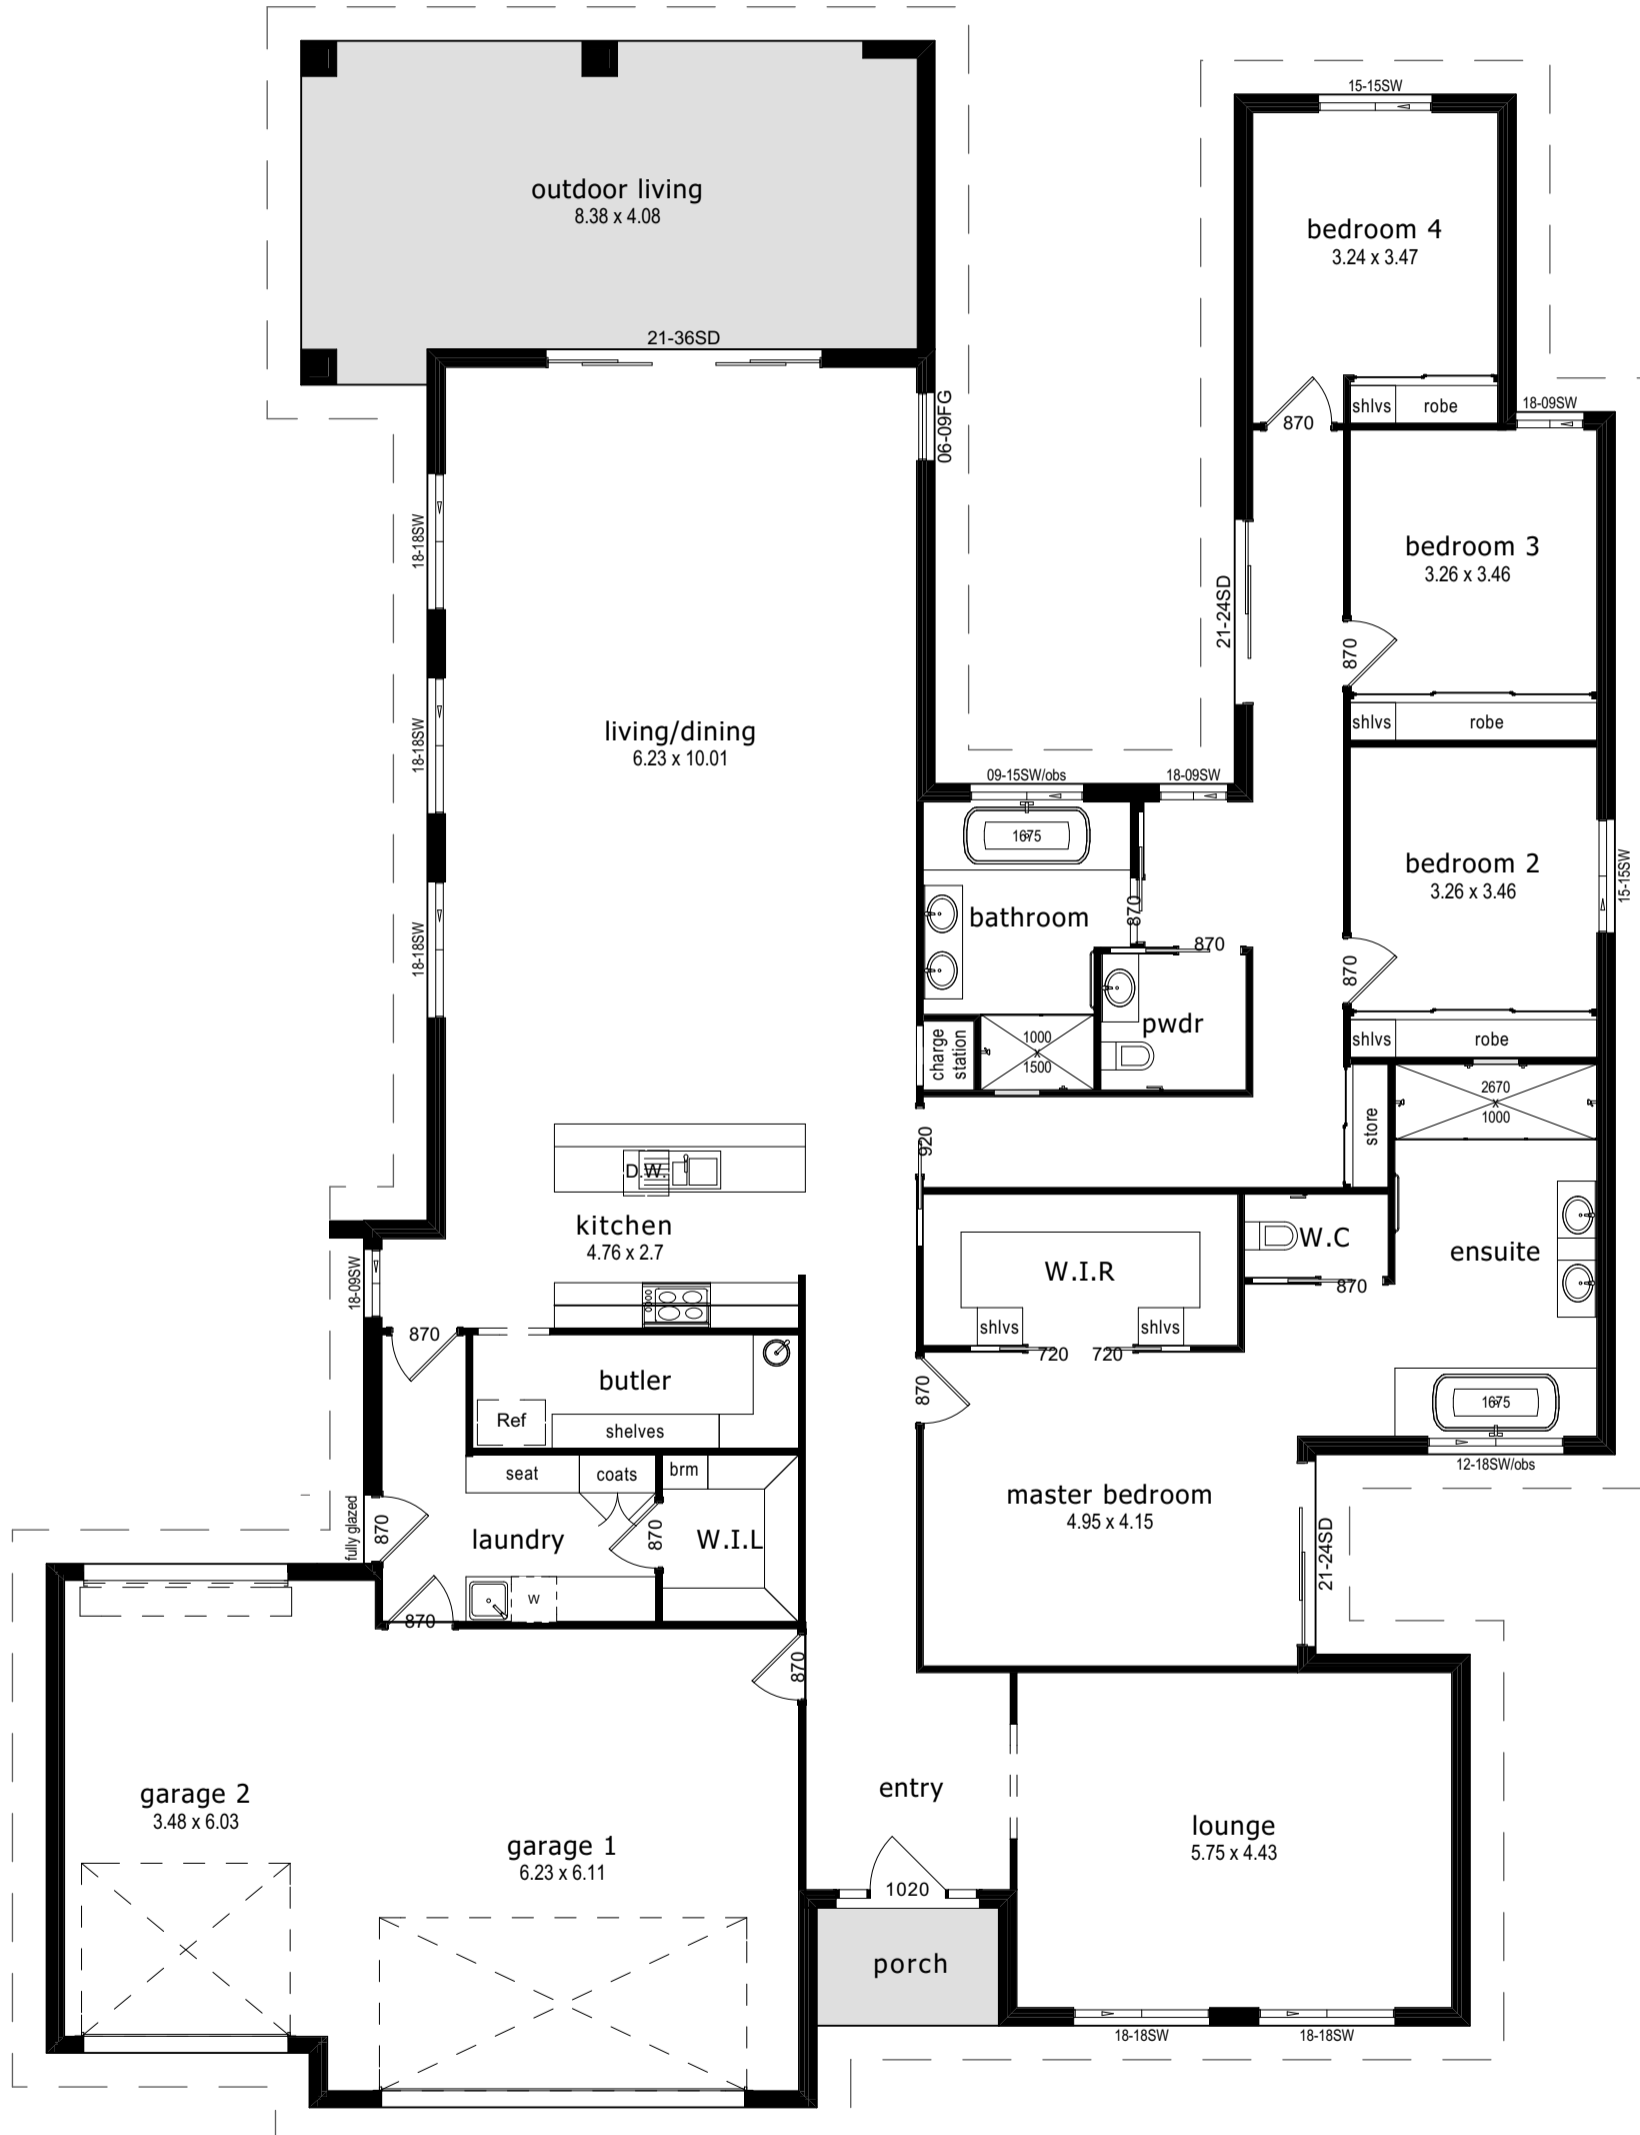 15-15SW
outdoor living
8.38 x 4.08
bedroom 4
3.24 x 3.47
21-36SD
shlvs
robe
18-09SW
870
06-09FG
18-18SW
bedroom 3
3.26 x 3.46
21-24SD
870
shlvs
robe
living/dining
6.23 x 10.01
18-18SW
09-15SW/obs
18-09SW
1675
bedroom 2
3.26 x 3.46
15-15SW
bathroom
870
870
18-18SW
870
pwdr
charge
station
1000
x
1500
shlvs
robe
2670
x
1000
store
920
D.W.
kitchen
4.76 x 2.7
W.C
ensuite
W.I.R
18-09SW
870
shlvs
shlvs
870
720
720
butler
870
Ref
shelves
1675
seat
coats
brm
12-18SW/obs
master bedroom
4.95 x 4.15
fully glazed
870
laundry
870
W.I.L
21-24SD
W
870
870
garage 2
3.48 x 6.03
entry
garage 1
6.23 x 6.11
lounge
5.75 x 4.43
1020
porch
18-18SW
18-18SW